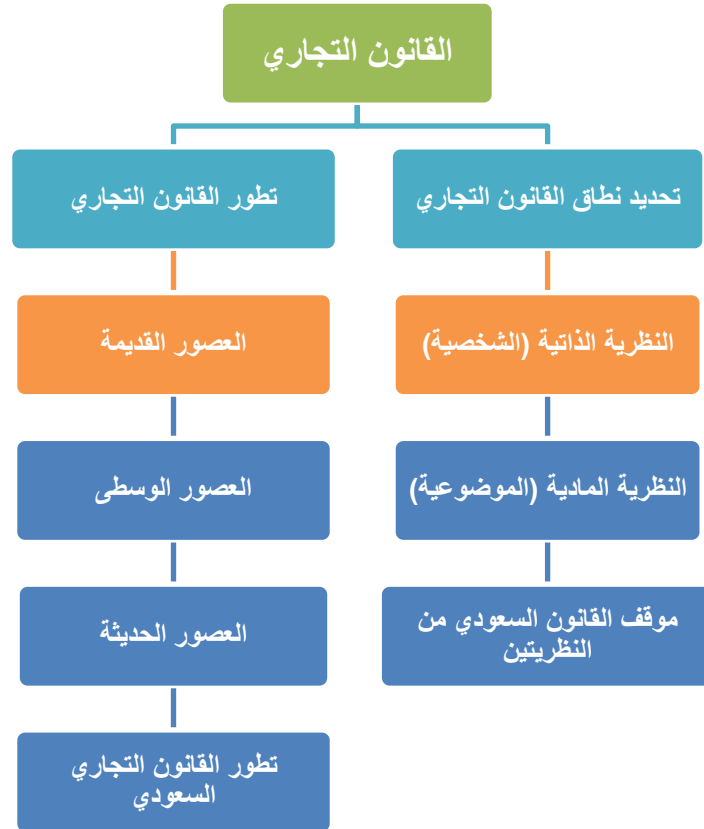 القانون التجاري
تحديد نطاق القانون التجاري
تطور القانون التجاري
النظرية الذاتية (الشخصية)
العصور القديمة
النظرية المادية (الموضوعية)
العصور الوسطى
موقف القانون السعودي من
النظريتين
العصور الحديثة
تطور القانون التجاري
السعودي